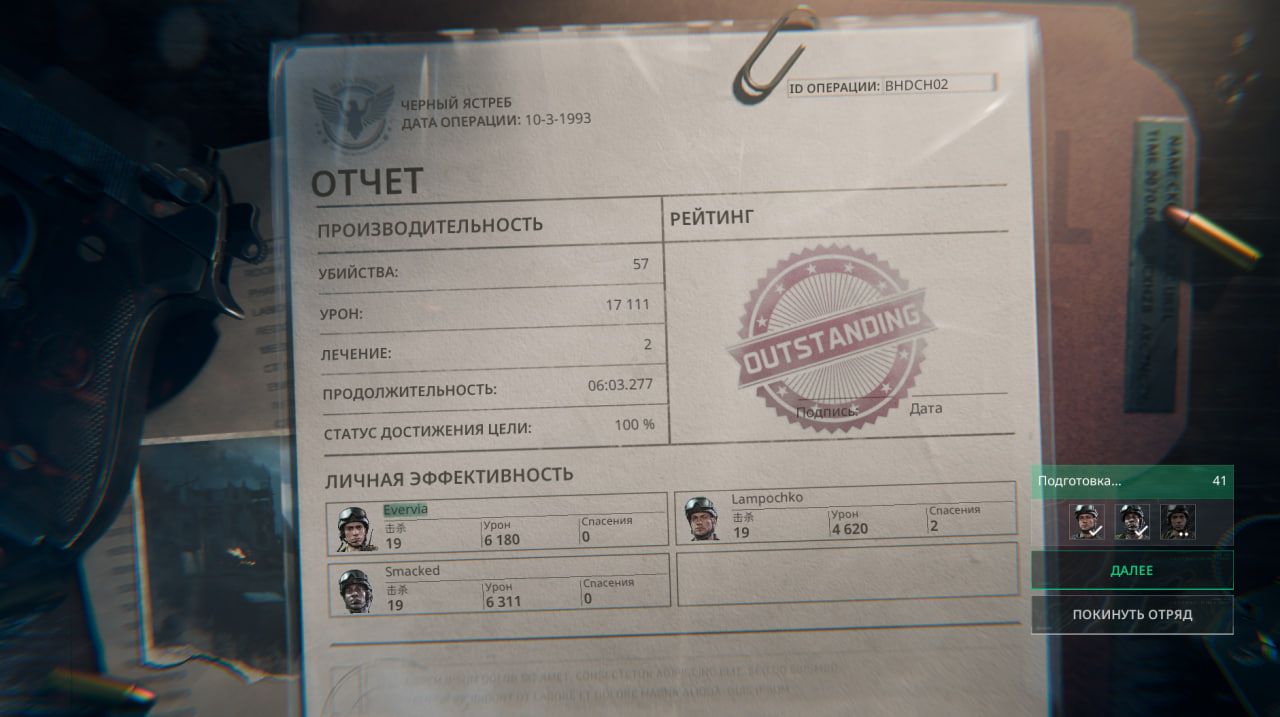 ЧЕРНЫЙ ЯСТРЕБ
ДАТА ОПЕРАЦИИ: 10-3-1993
ID ОПЕРАЦИИ: BHDCH02
ОТЧЕТ
ПРОИЗВОДИТЕЛЬНОСТЬ
УБИЙСТВА: 57
УРОН: 17 111
ЛЕЧЕНИЕ: 2
ПРОДОЛЖИТЕЛЬНОСТЬ: 06:03.277
СТАТУС ДОСТИЖЕНИЯ ЦЕЛИ: 100 %
РЕЙТИНГ
OUTSTANDING
Подпись: Дата
ЛИЧНАЯ ЭФФЕКТИВНОСТЬ
Evervia
击杀 Урон Спасения
19 6 180 0
Lampochko
击杀 Урон Спасения
19 4 620 2
Smacked
击杀 Урон Спасения
19 6 311 0
Подготовка... 41
ДАЛЕЕ
ПОКИНУТЬ ОТРЯД